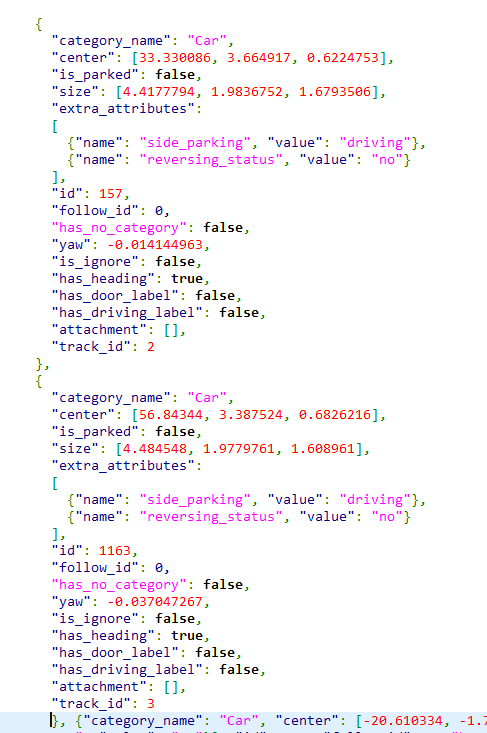 {
"category_name": "Car",
"center": [33.330086, 3.664917, 0.6224753],
"is_parked": false,
"size": [4.4177794, 1.9836752, 1.6793506],
"extra_attributes":
[
{"name": "side_parking", "value": "driving"},
{"name": "reversing_status", "value": "no"}
],
"id": 157,
"follow_id": 0,
"has_no_category": false,
"yaw": -0.014144963,
"is_ignore": false,
"has_heading": true,
"has_door_label": false,
"has_driving_label": false,
"attachment": [],
"track_id": 2
},
{
"category_name": "Car",
"center": [56.84344, 3.387524, 0.6826216],
"is_parked": false,
"size": [4.484548, 1.9779761, 1.608961],
"extra_attributes":
[
{"name": "side_parking", "value": "driving"},
{"name": "reversing_status", "value": "no"}
],
"id": 1163,
"follow_id": 0,
"has_no_category": false,
"yaw": -0.037047267,
"is_ignore": false,
"has_heading": true,
"has_door_label": false,
"has_driving_label": false,
"attachment": [],
"track_id": 3
}, {"category_name": "Car", "center": [-20.610334, -1.7